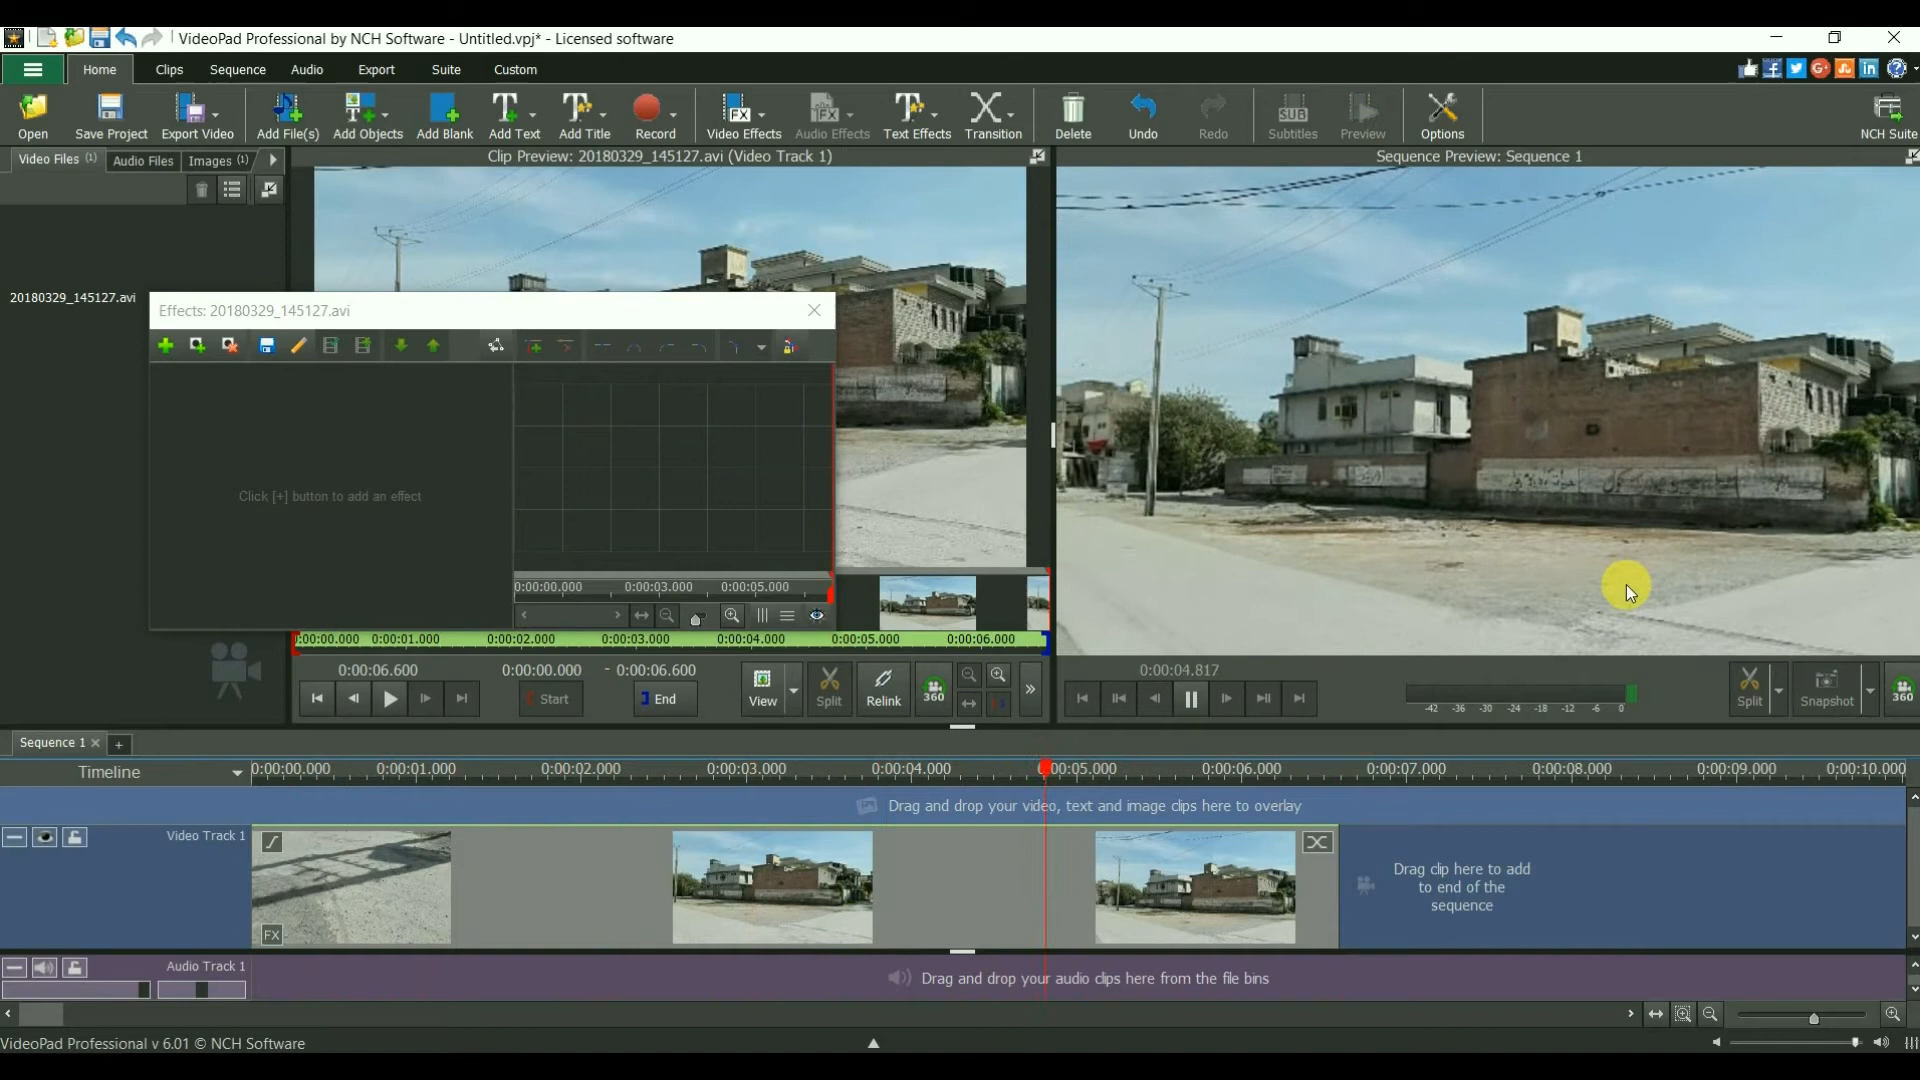 VideoPad Professional by NCH Software - Untitled.vpj* - Licensed software
Home Clips Sequence Audio Export Suite Custom
Open Save Project Export Video Add File(s) Add Objects Add Blank Add Text Add Title Record Video Effects Audio Effects Text Effects Transition Delete Undo Redo Subtitles Preview Options NCH Suite
Video Files (1) Audio Files Images (1)
Clip Preview: 20180329_145127.avi (Video Track 1)
Sequence Preview: Sequence 1
20180329_145127.avi
Effects: 20180329_145127.avi
Click [+] button to add an effect
0:00:00.000 0:00:03.000 0:00:05.000
0:00:00.000 0:00:01.000 0:00:02.000 0:00:03.000 0:00:04.000 0:00:05.000 0:00:06.000
0:00:06.600 0:00:00.000 - 0:00:06.600
Start End View Split Relink 360
0:00:04.817
-42 -36 -30 -24 -18 -12 -6 0
Split Snapshot 360
Sequence 1
Timeline
0:00:00.000 0:00:01.000 0:00:02.000 0:00:03.000 0:00:04.000 0:00:05.000 0:00:06.000 0:00:07.000 0:00:08.000 0:00:09.000 0:00:10.000
Drag and drop your video, text and image clips here to overlay
Video Track 1
FX
Drag clip here to add
to end of the
sequence
Audio Track 1
Drag and drop your audio clips here from the file bins
VideoPad Professional v 6.01 © NCH Software